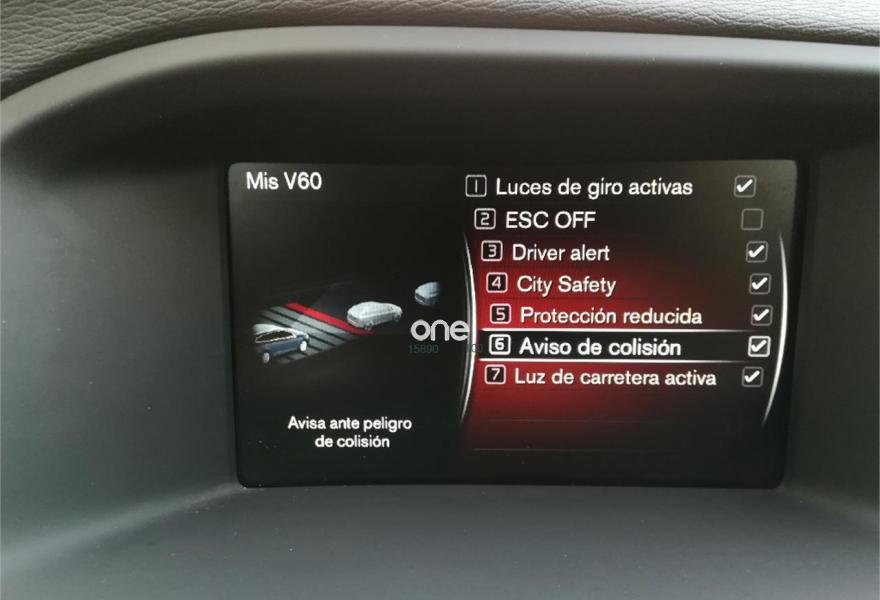 Mis V60
1 Luces de giro activas
2 ESC OFF
3 Driver alert
4 City Safety
5 Protección reducida
6 Aviso de colisión
7 Luz de carretera activa
one
Avisa ante peligro
de colisión